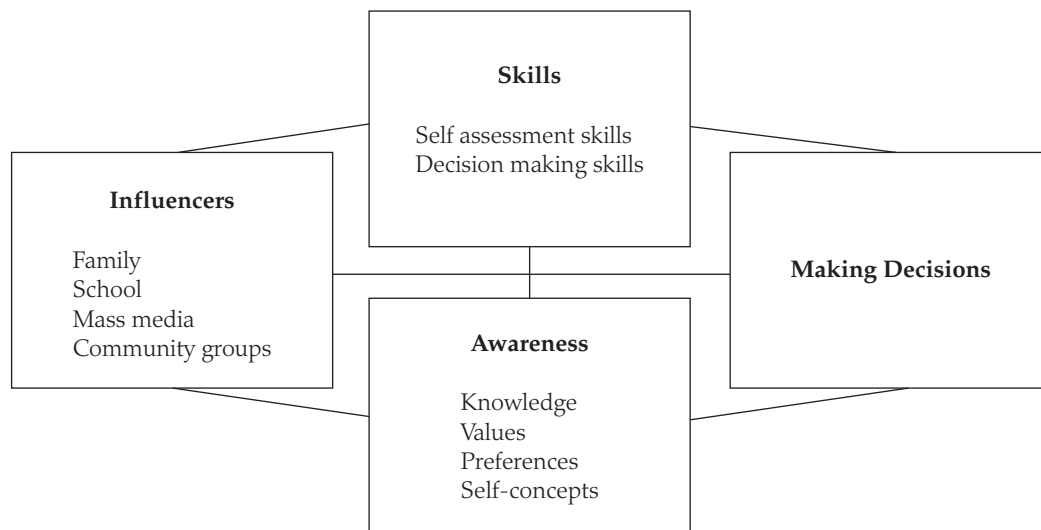 Skills
Self assessment skills
Decision making skills
Influencers
Family
School
Mass media
Community groups
Making Decisions
Awareness
Knowledge
Values
Preferences
Self-concepts